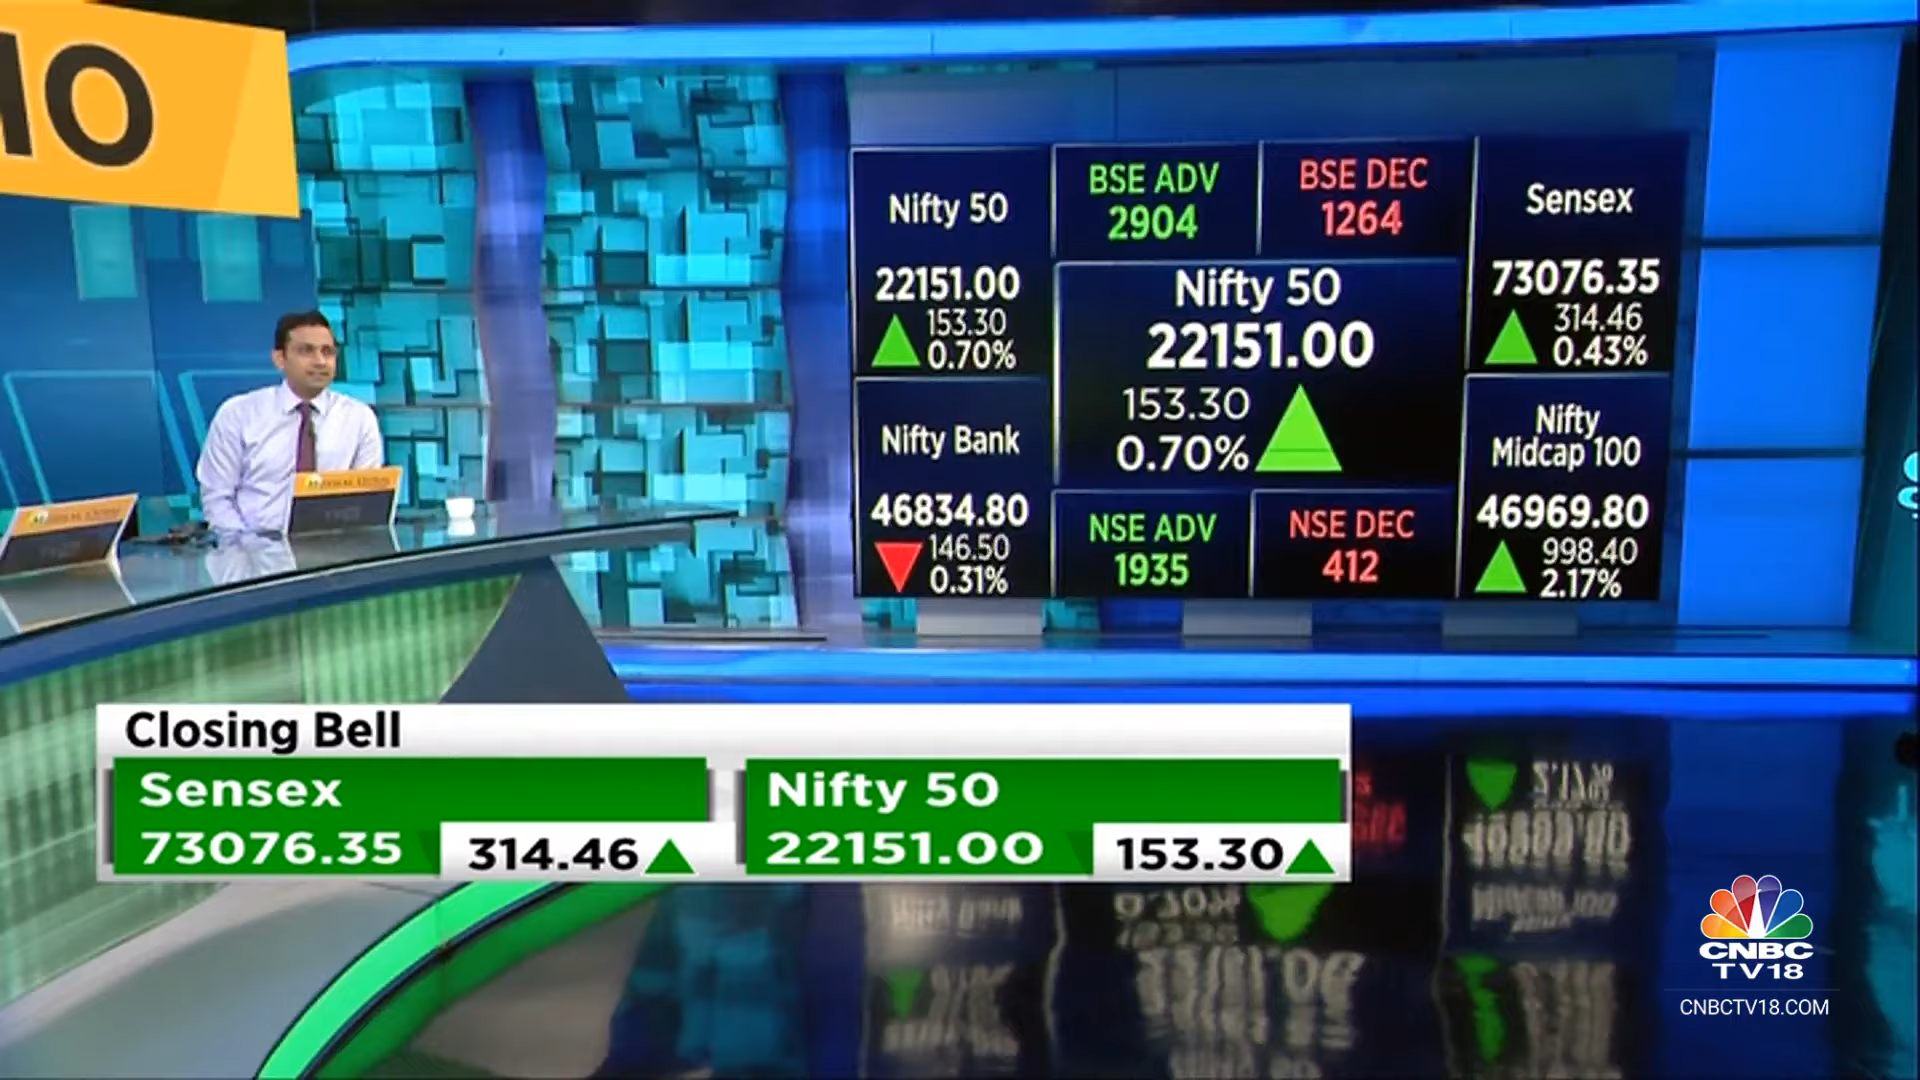 10
Nifty 50
22151.00
153.30
0.70%
BSE ADV
2904
BSE DEC
1264
Sensex
73076.35
314.46
0.43%
Nifty 50
22151.00
153.30
0.70%
Nifty Bank
46834.80
146.50
0.31%
NSE ADV
1935
NSE DEC
412
Nifty
Midcap 100
46969.80
998.40
2.17%
Closing Bell
Sensex
73076.35
314.46
Nifty 50
22151.00
153.30
CNBC
TV18
CNBCTV18.COM